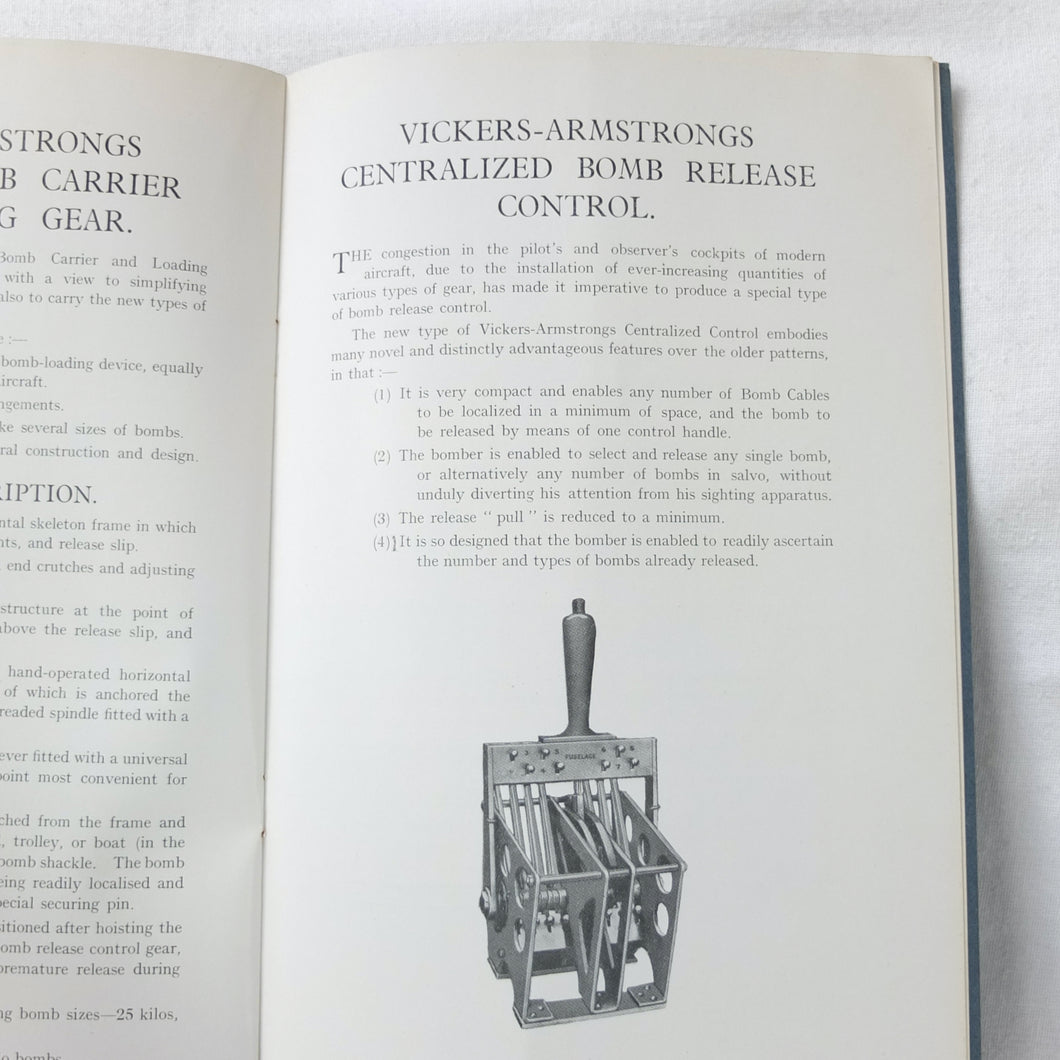 STRONGS
B CARRIER
G GEAR.
Bomb Carrier and Loading
with a view to simplifying
also to carry the new types of
e :—
bomb-loading device, equally
ircraft.
ngements.
ke several sizes of bombs.
ral construction and design.
RIPTION.
ntal skeleton frame in which
nts, and release slip.
end crutches and adjusting
structure at the point of
above the release slip, and
hand-operated horizontal
of which is anchored the
readed spindle fitted with a
ever fitted with a universal
point most convenient for
ched from the frame and
, trolley, or boat (in the
bomb shackle. The bomb
eing readily localised and
pecial securing pin.
sitioned after hoisting the
omb release control gear,
premature release during
ng bomb sizes—25 kilos,
o bombs
VICKERS-ARMSTRONGS
CENTRALIZED BOMB RELEASE
CONTROL.
THE congestion in the pilot's and observer's cockpits of modern
aircraft, due to the installation of ever-increasing quantities of
various types of gear, has made it imperative to produce a special type
of bomb release control.
The new type of Vickers-Armstrongs Centralized Control embodies
many novel and distinctly advantageous features over the older patterns,
in that :—
(1) It is very compact and enables any number of Bomb Cables
to be localized in a minimum of space, and the bomb to
be released by means of one control handle.
(2) The bomber is enabled to select and release any single bomb,
or alternatively any number of bombs in salvo, without
unduly diverting his attention from his sighting apparatus.
(3) The release “ pull ” is reduced to a minimum.
(4) It is so designed that the bomber is enabled to readily ascertain
the number and types of bombs already released.
3 5 6 8
4 FUSELAGE 7